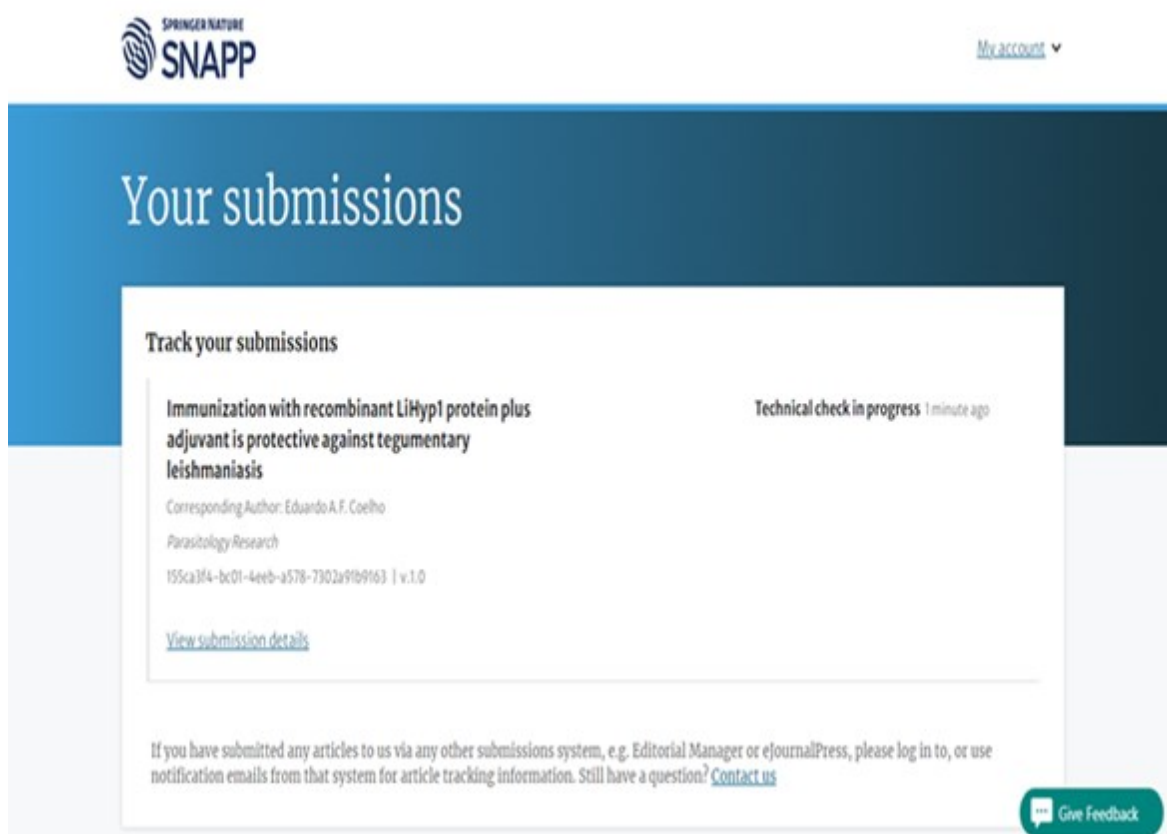 SPRINGER NATURE
SNAPP
My account
Your submissions
Track your submissions
Immunization with recombinant LiHyp1 protein plus
adjuvant is protective against tegumentary
leishmaniasis
Technical check in progress 1 minute ago
Corresponding Author: Eduardo A.F. Coelho
Parasitology Research
155ca3f4-bc01-4eeb-a578-7302a91b9163 | v.1.0
View submission details
If you have submitted any articles to us via any other submissions system, e.g. Editorial Manager or eJournalPress, please log in to, or use
notification emails from that system for article tracking information. Still have a question? Contact us
Give Feedback